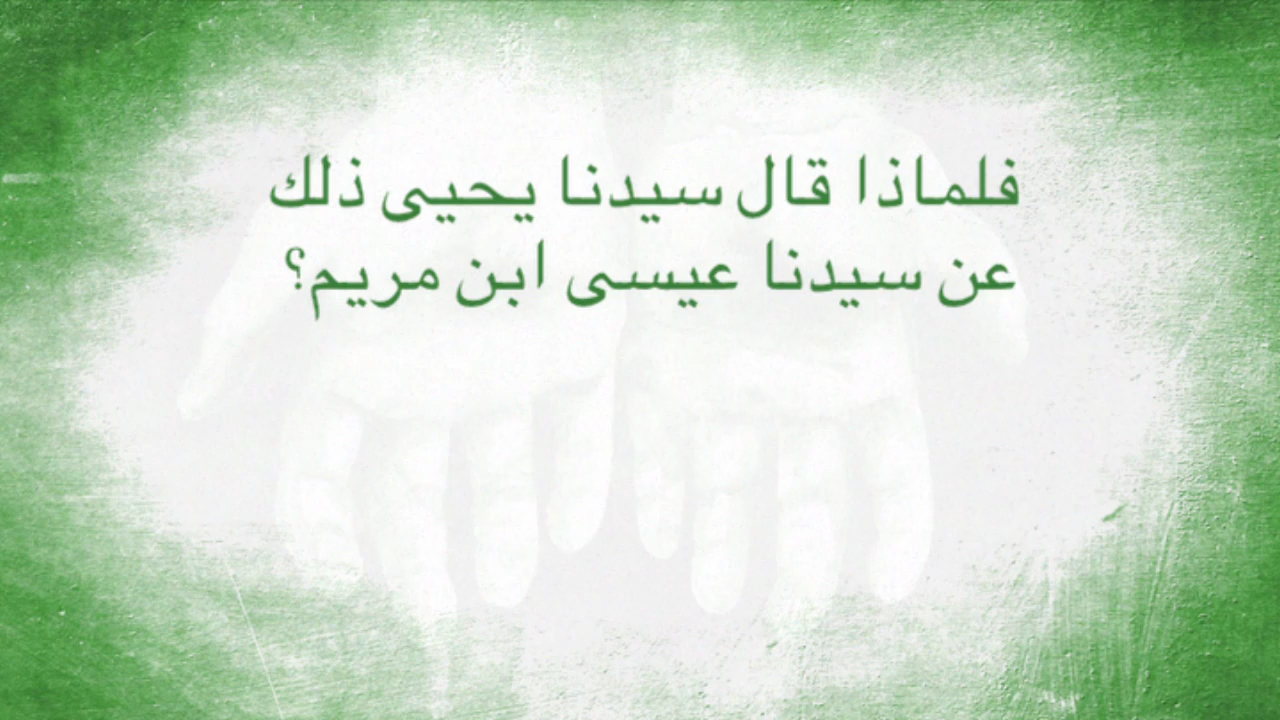 فلماذا قال سيدنا يحيى ذلك
عن سيدنا عيسى ابن مريم؟